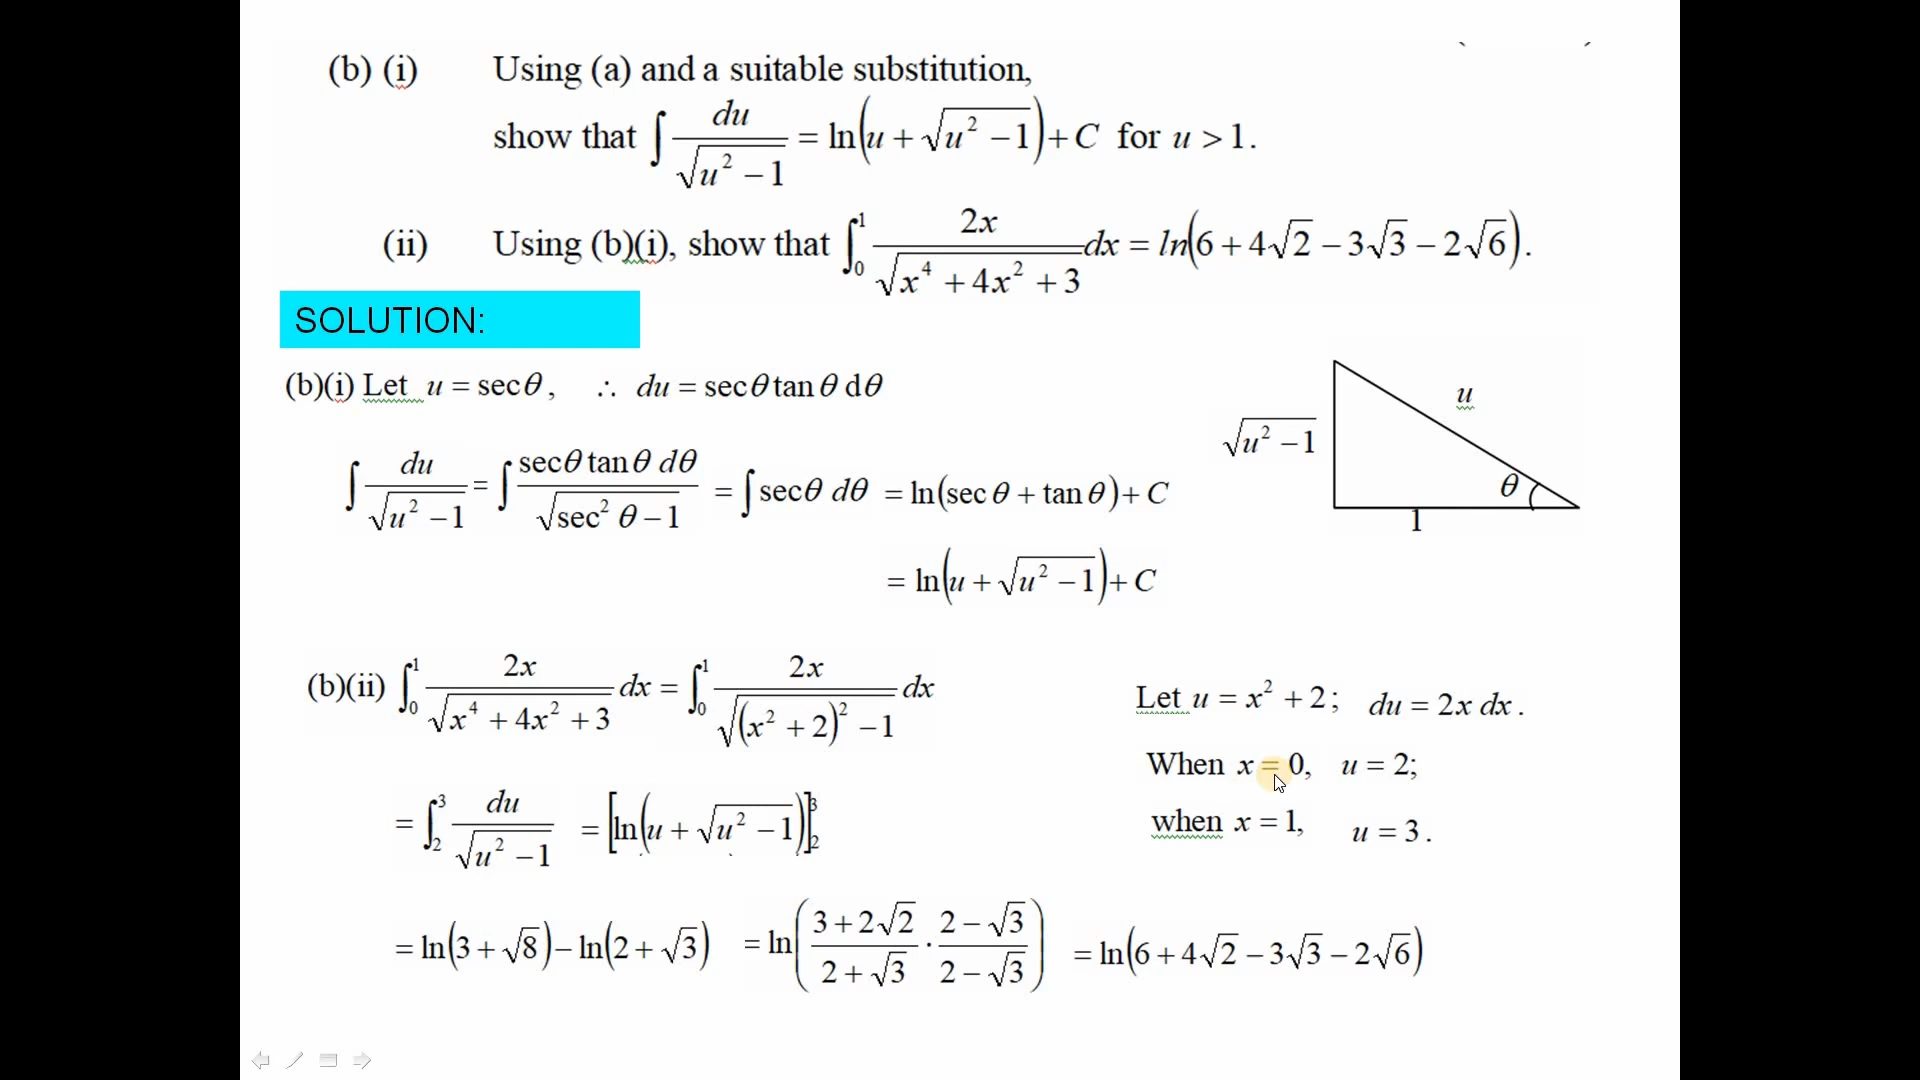 (b) (i) Using (a) and a suitable substitution,
show that ∫ du/√(u² − 1) = ln(u + √(u² − 1)) + C for u > 1.
(ii) Using (b)(i), show that ∫₀¹ 2x/√(x⁴ + 4x² + 3) dx = ln(6 + 4√2 − 3√3 − 2√6).
SOLUTION:
(b)(i) Let u = secθ, ∴ du = secθ tanθ dθ
u
√(u² − 1)
θ
1
∫ du/√(u² − 1) = ∫ secθ tanθ dθ/√(sec² θ − 1) = ∫ secθ dθ = ln(secθ + tanθ) + C
= ln(u + √(u² − 1)) + C
(b)(ii) ∫₀¹ 2x/√(x⁴ + 4x² + 3) dx = ∫₀¹ 2x/√((x² + 2)² − 1) dx
Let u = x² + 2; du = 2x dx.
When x = 0, u = 2;
when x = 1, u = 3.
= ∫₂³ du/√(u² − 1) = [ln(u + √(u² − 1))]₂³
= ln(3 + √8) − ln(2 + √3) = ln((3 + 2√2)/(2 + √3) · (2 − √3)/(2 − √3)) = ln(6 + 4√2 − 3√3 − 2√6)